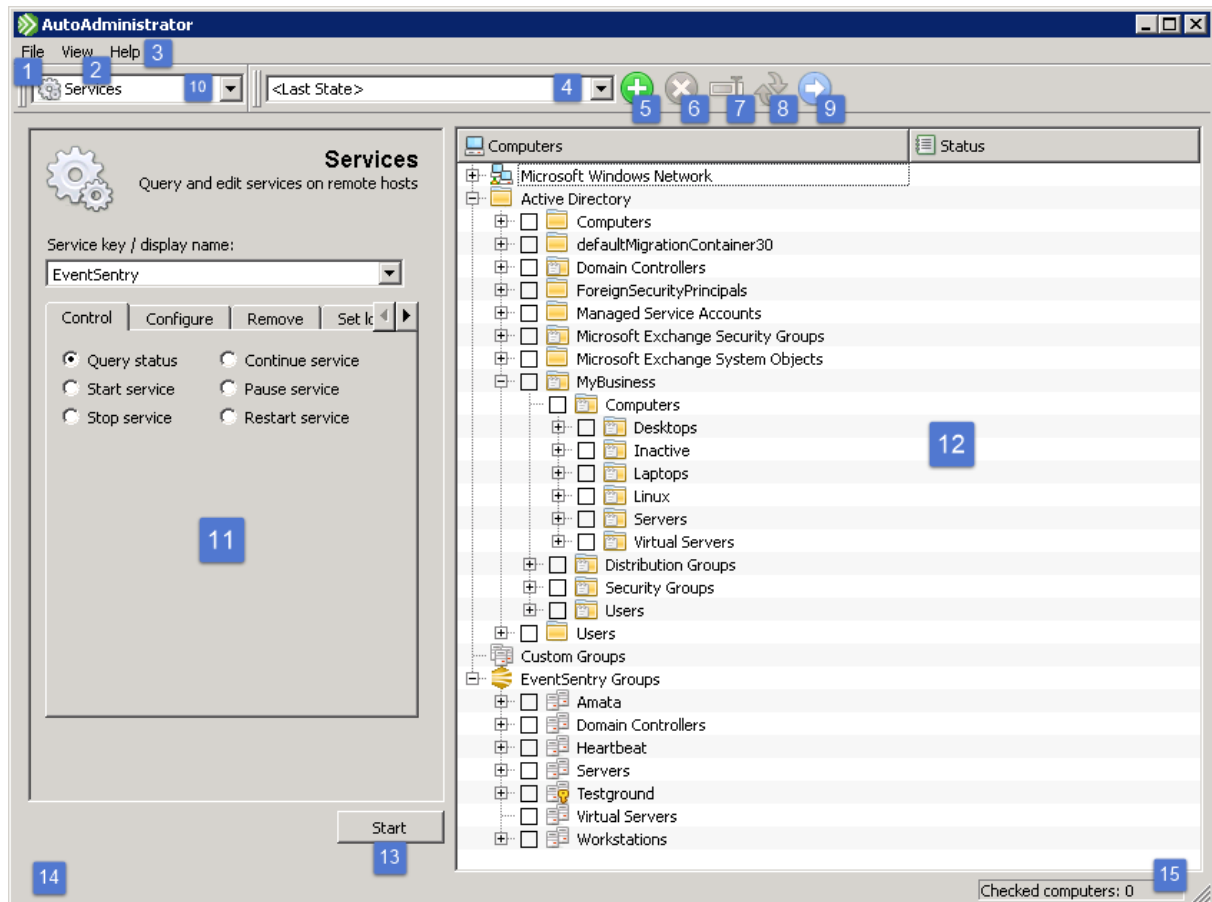 AutoAdministrator
File View Help 3
1 2
Services 10 <Last State> 4
5 6 7 8 9
Services
Query and edit services on remote hosts
Service key / display name:
EventSentry
Control Configure Remove Set lo
Query status Continue service
Start service Pause service
Stop service Restart service
11
Start
13
14
Computers Status
Microsoft Windows Network
Active Directory
Computers
defaultMigrationContainer30
Domain Controllers
ForeignSecurityPrincipals
Managed Service Accounts
Microsoft Exchange Security Groups
Microsoft Exchange System Objects
MyBusiness
Computers
Desktops
12
Inactive
Laptops
Linux
Servers
Virtual Servers
Distribution Groups
Security Groups
Users
Users
Custom Groups
EventSentry Groups
Amata
Domain Controllers
Heartbeat
Servers
Testground
Virtual Servers
Workstations
15
Checked computers: 0